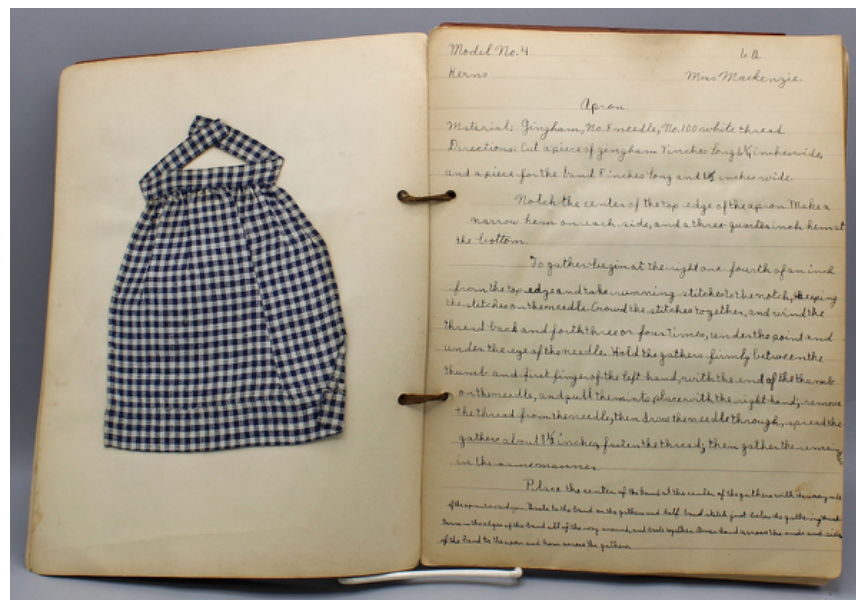 Model No. 4. 6 A
Kerns Miss Mackenzie.
Apron
Material: Gingham, No. 8 needle, No. 100 white thread
Directions: Cut a piece of gingham 7 inches long 6½ inches wide,
and a piece for the band 8 inches long and 1½ inches wide.
Notch the center of the top edge of the apron. Make a
narrow hem on each side, and a three-quarter inch hem at
the bottom.
To gather begin at the right one-fourth of an inch
from the top edge and take running stitches to the notch, keeping
the stitches on the needle. Crowd the stitches together, and wind the
thread back and forth three or four times, under the point and
under the eye of the needle. Hold the gathers firmly between the
thumb and first finger of the left hand, with the end of the thumb
on the needle, and pull them into place with the right hand; remove
the thread from the needle, then draw the needle through, spread the
gathers about 1½ inches, fasten the thread; then gather the remain
in the same manner.
Place the center of the band at the center of the gathers with
of the apron Baste to the band on the gathers and half back stitch just below the gathering thread
Turn in the edges of the band all of the way around, and baste together. Overhand across the ends and side
of the band to the apron and hem across the gathers.